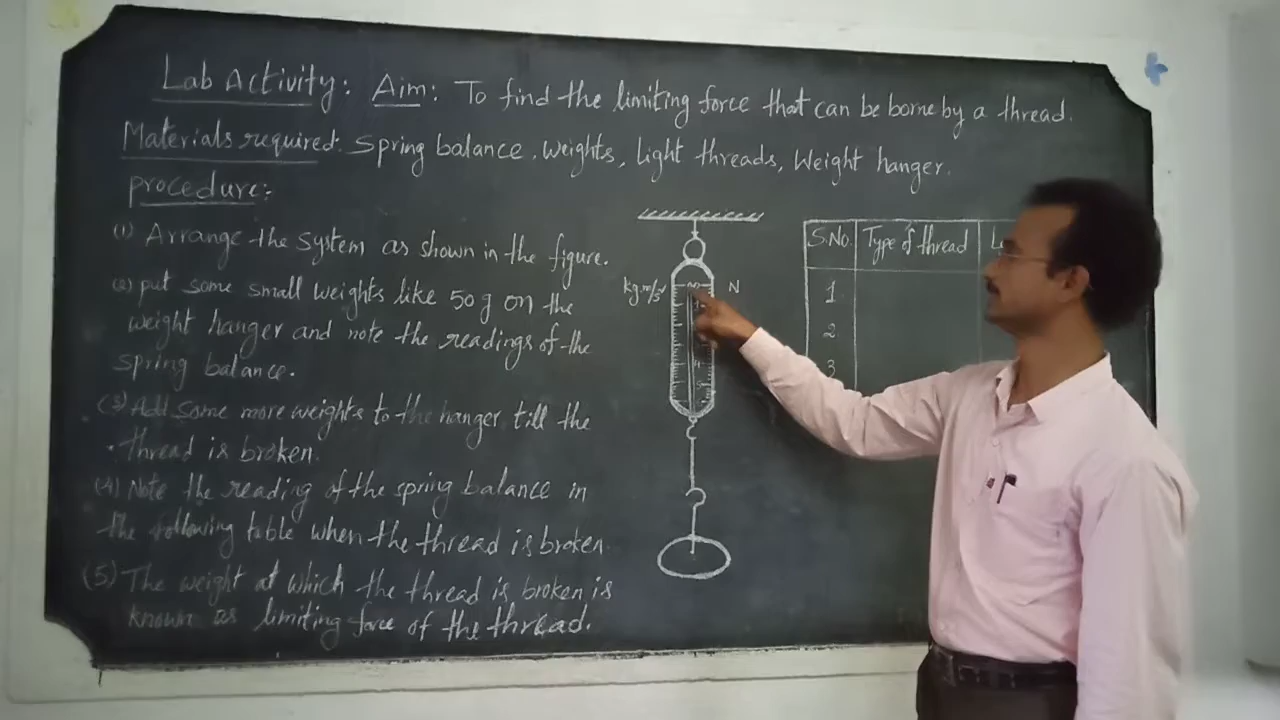 Lab Activity: Aim: To find the limiting force that can be borne by a thread.
Materials required: Spring balance, weights, Light threads, Weight hanger.
procedure:
(1) Arrange the system as shown in the figure.
(2) put some small weights like 50 g on the
weight hanger and note the readings of the
spring balance.
(3) Add some more weights to the hanger till the
thread is broken.
(4) Note the reading of the spring balance in
the following table when the thread is broken.
(5) The weight at which the thread is broken is
known as limiting force of the thread.
N
S.No. Type of thread
1
2
3